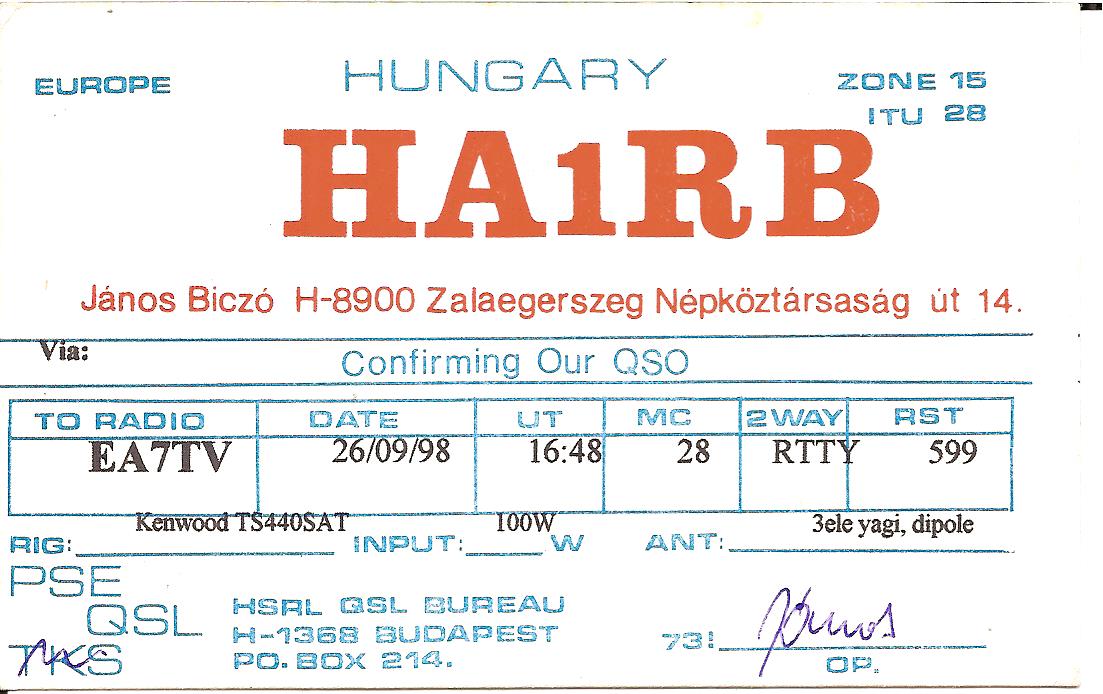 EUROPE HUNGARY ZONE 15
ITU 28
HA1RB
János Biczó H-8900 Zalaegerszeg Népköztársaság út 14.
Via: Confirming Our QSO
TO RADIO DATE UT MC 2WAY RST
EA7TV 26/09/98 16:48 28 RTTY 599
Kenwood TS440SAT 100W 3ele yagi, dipole
RIG: INPUT: W ANT:
PSE
QSL
TKS
HSRL QSL BUREAU
H-1368 BUDAPEST
PO. BOX 214.
73! János
OP.